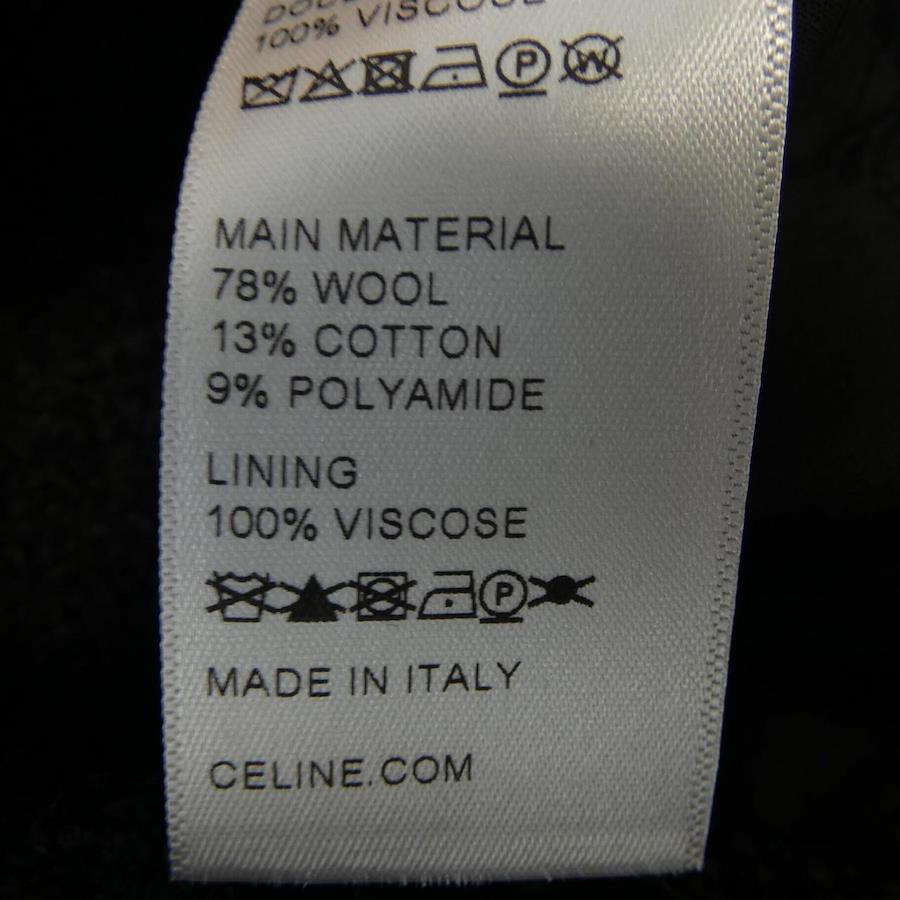 100% VISCOSE
MAIN MATERIAL
78% WOOL
13% COTTON
9% POLYAMIDE
LINING
100% VISCOSE
P
MADE IN ITALY
CELINE.COM